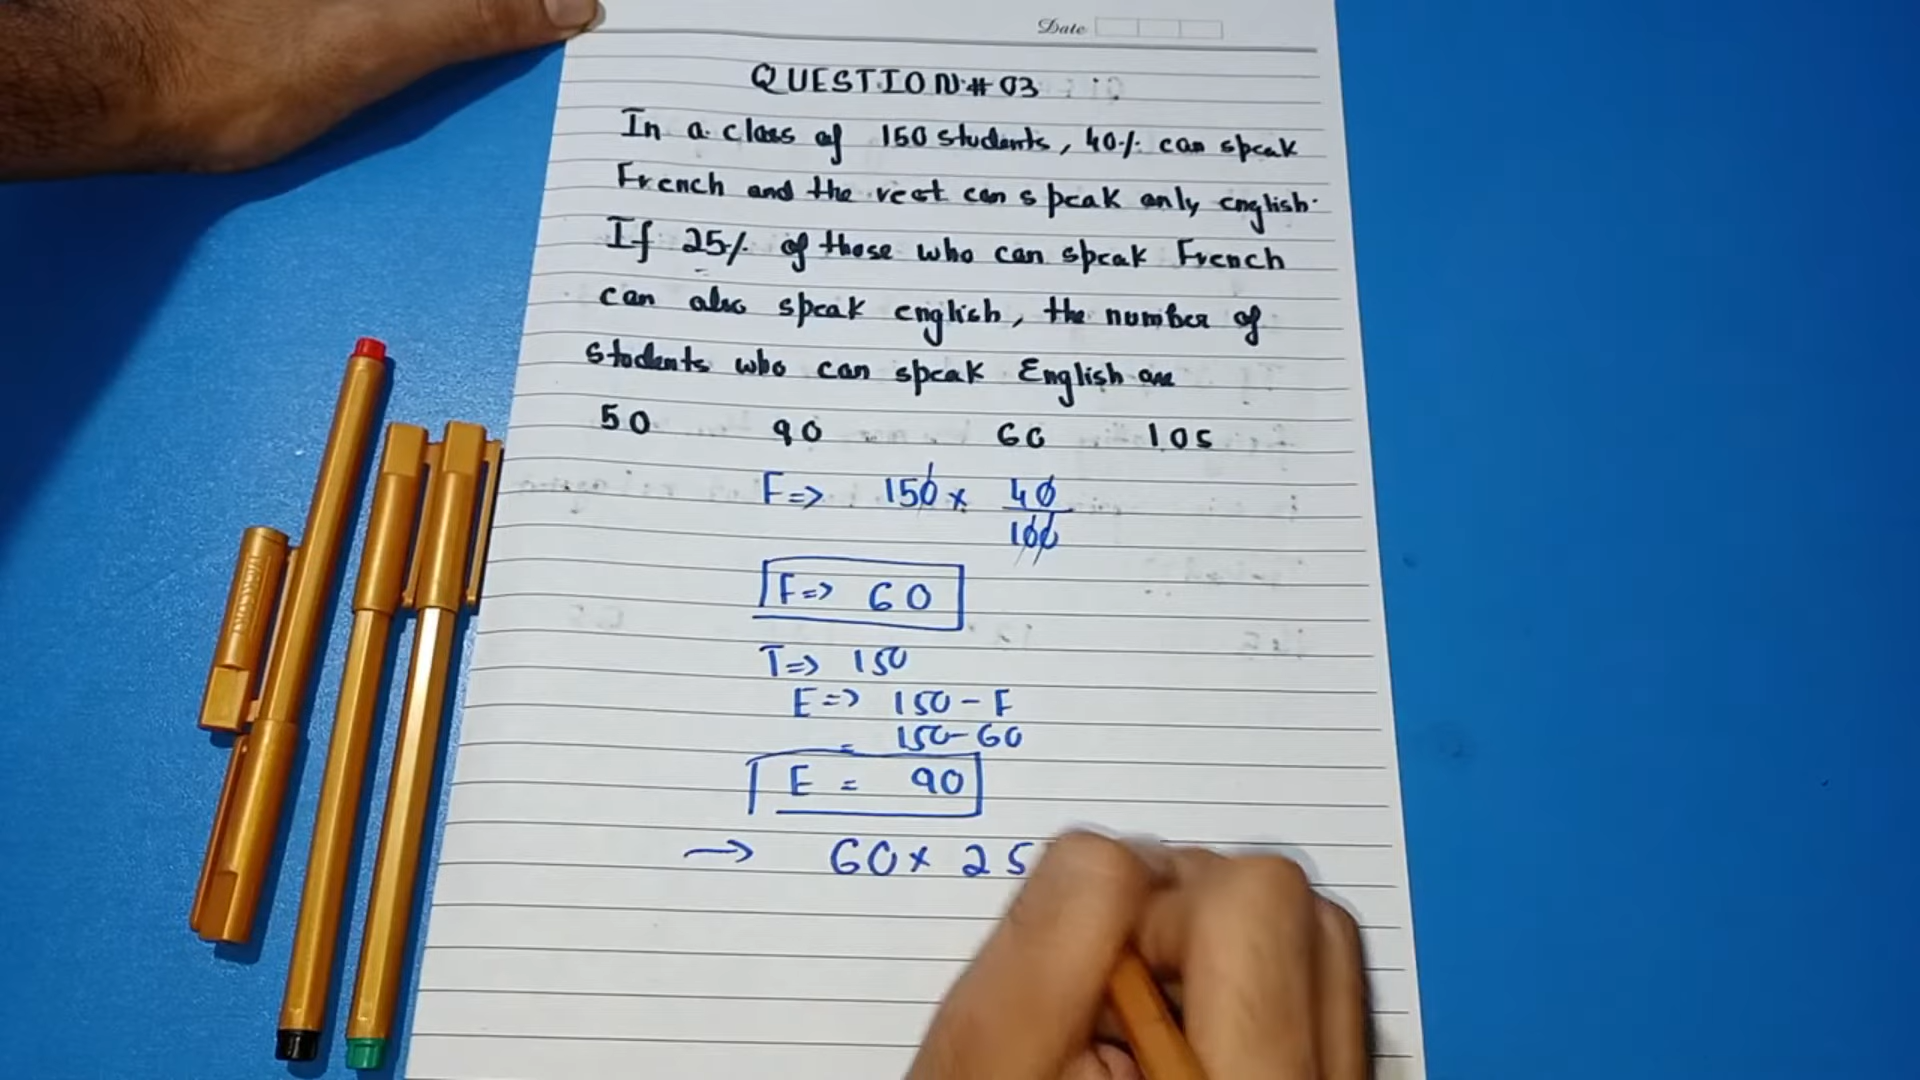 Date
QUESTION # 03
In a class of 150 students, 40% can speak
French and the rest can speak only english.
If 25% of those who can speak French
can also speak english, the number of
students who can speak English are
50 90 60 105
F => 150 × 40
100
F => 60
T => 150
E => 150 - F
= 150-60
E = 90
→ 60 × 25